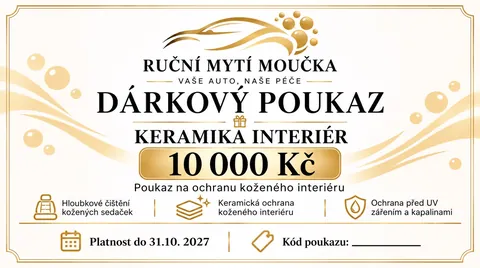 RUČNÍ MYTÍ MOUČKA
VAŠE AUTO, NAŠE PÉČE
DÁRKOVÝ POUKAZ
KERAMIKA INTERIÉR
10 000 Kč
Poukaz na ochranu koženého interiéru
Hloubkové čištění
kožených sedaček
Keramická ochrana
koženého interiéru
Ochrana před UV
zářením a kapalinami
Platnost do 31.10. 2027
Kód poukazu: